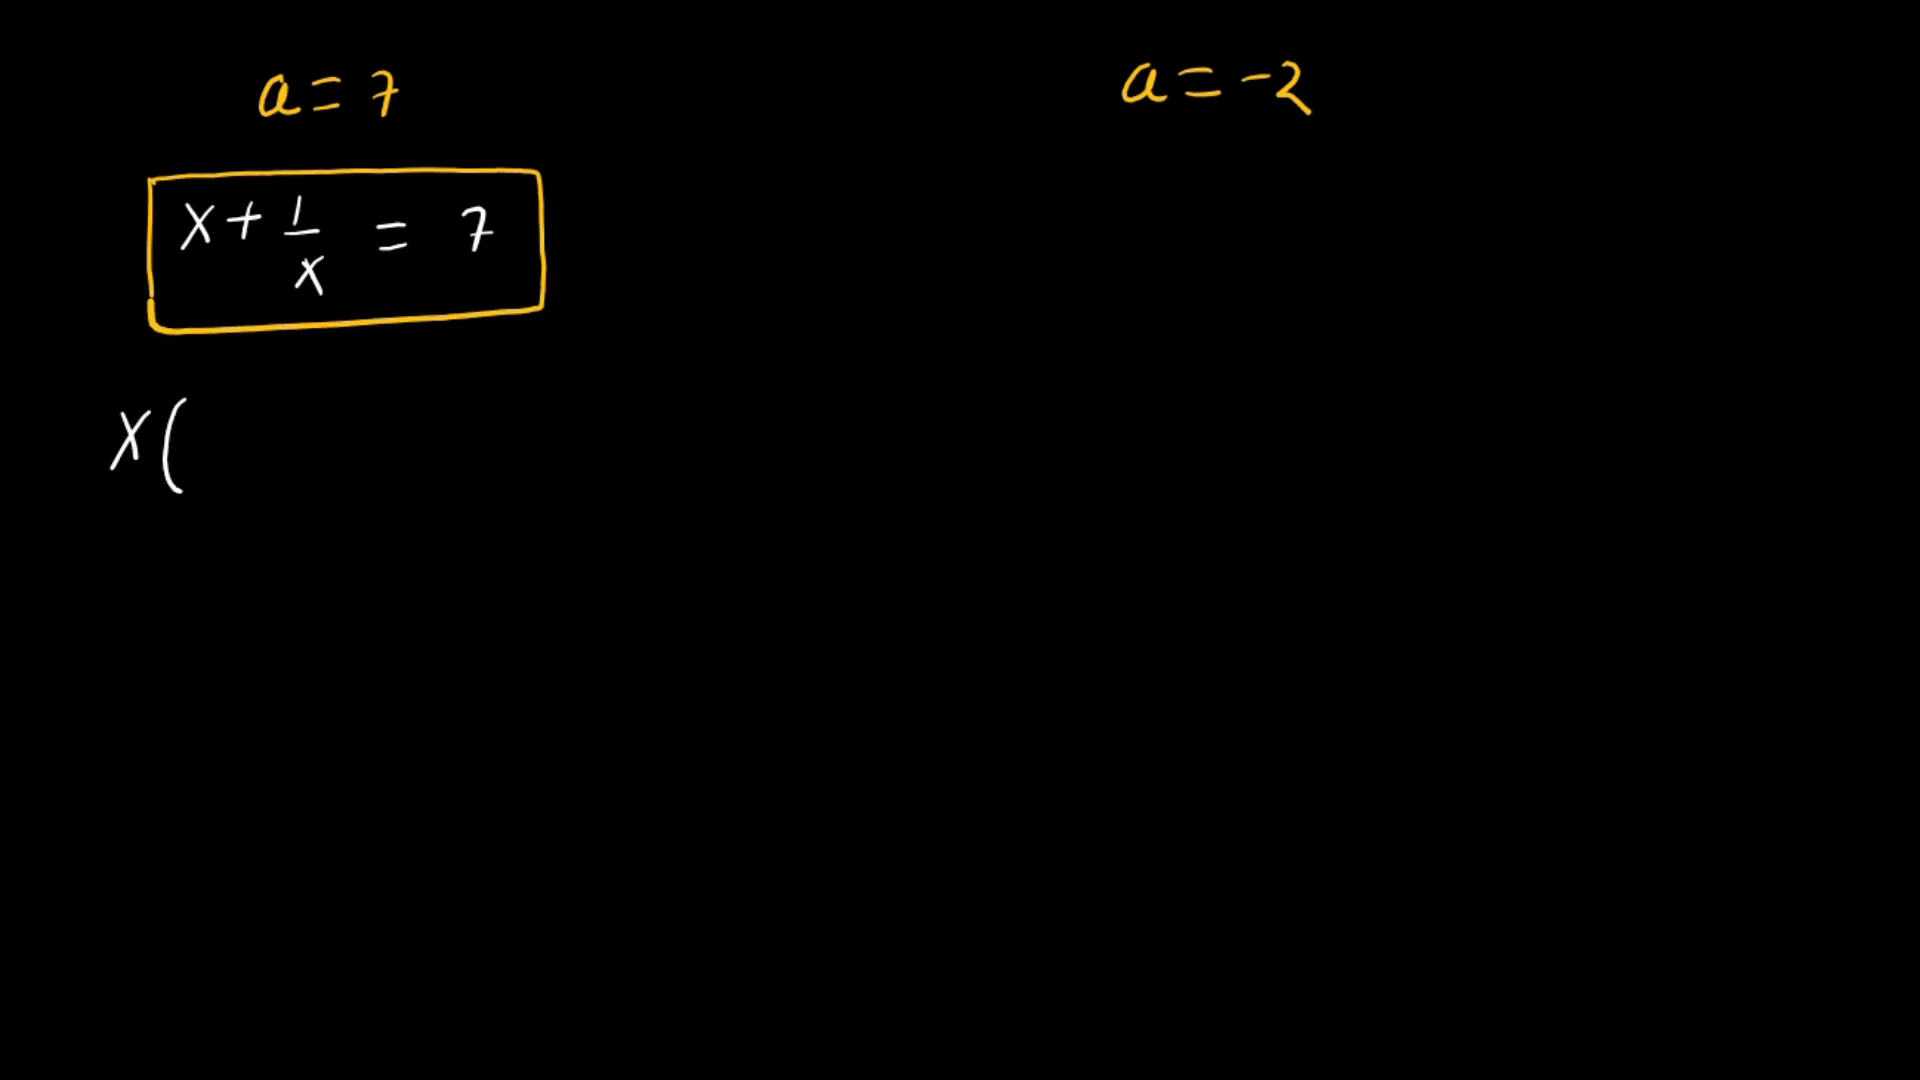 a = 7
a = -2
x + 1/x = 7
x(